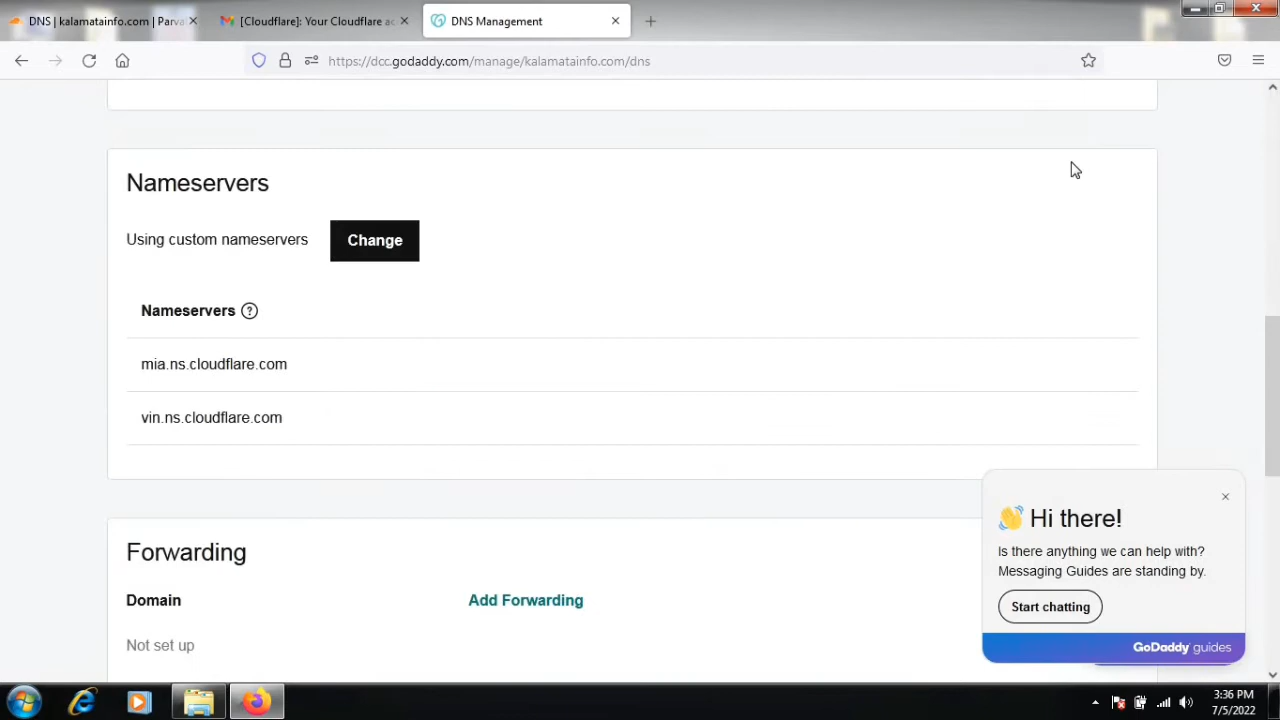 DNS | kalamatainfo.com | Parva
[Cloudflare]: Your Cloudflare ac
DNS Management
https://dcc.godaddy.com/manage/kalamatainfo.com/dns
Nameservers
Using custom nameservers
Change
Nameservers ?
mia.ns.cloudflare.com
vin.ns.cloudflare.com
Forwarding
Domain
Add Forwarding
Not set up
👋 Hi there!
Is there anything we can help with?
Messaging Guides are standing by.
Start chatting
GoDaddy guides
3:36 PM
7/5/2022